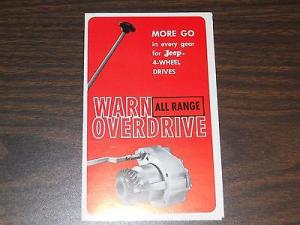 MORE GO
in every gear
for Jeep®
4-WHEEL
DRIVES
WARN ALL RANGE
OVERDRIVE